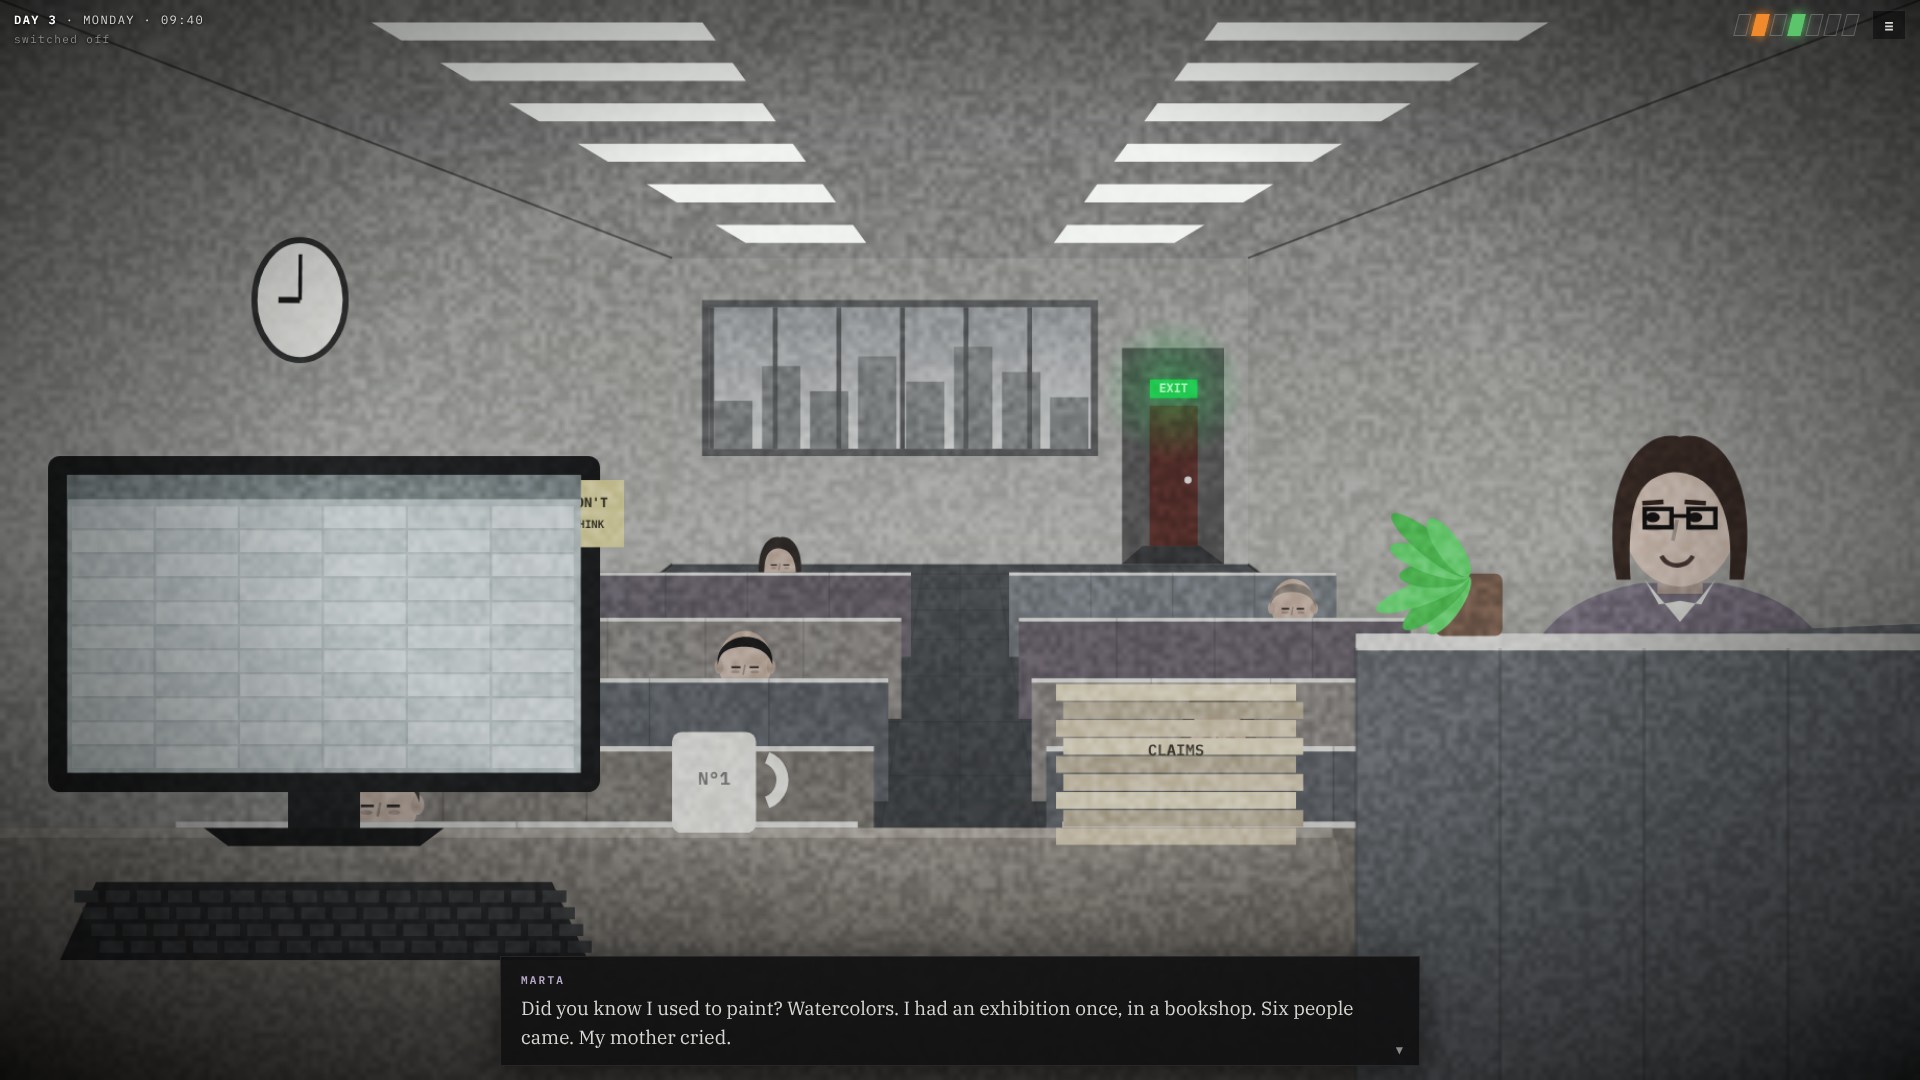 DAY 3 · MONDAY · 09:40
switched off
EXIT
ON'T
HINK
CLAIMS
N°1
MARTA
Did you know I used to paint? Watercolors. I had an exhibition once, in a bookshop. Six people
came. My mother cried.